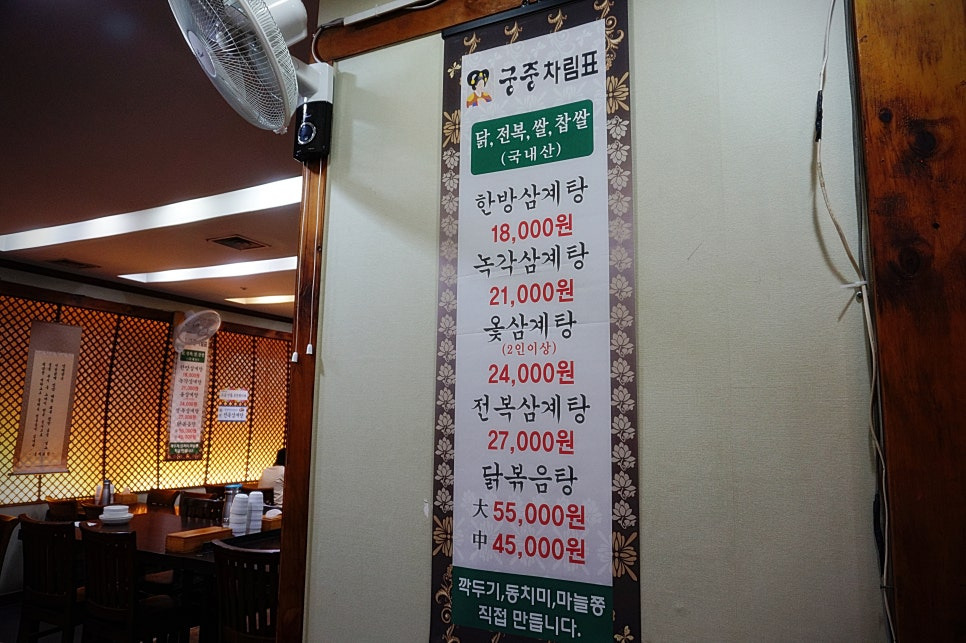 궁중 차림표
닭, 전복, 쌀, 찹쌀
(국내산)
한방삼계탕
18,000원
녹각삼계탕
21,000원
옻삼계탕
(2인이상)
24,000원
전복삼계탕
27,000원
닭볶음탕
大 55,000원
中 45,000원
깍두기,동치미,마늘쫑
직접 만듭니다.